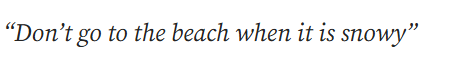 “Don’t go to the beach when it is snowy”